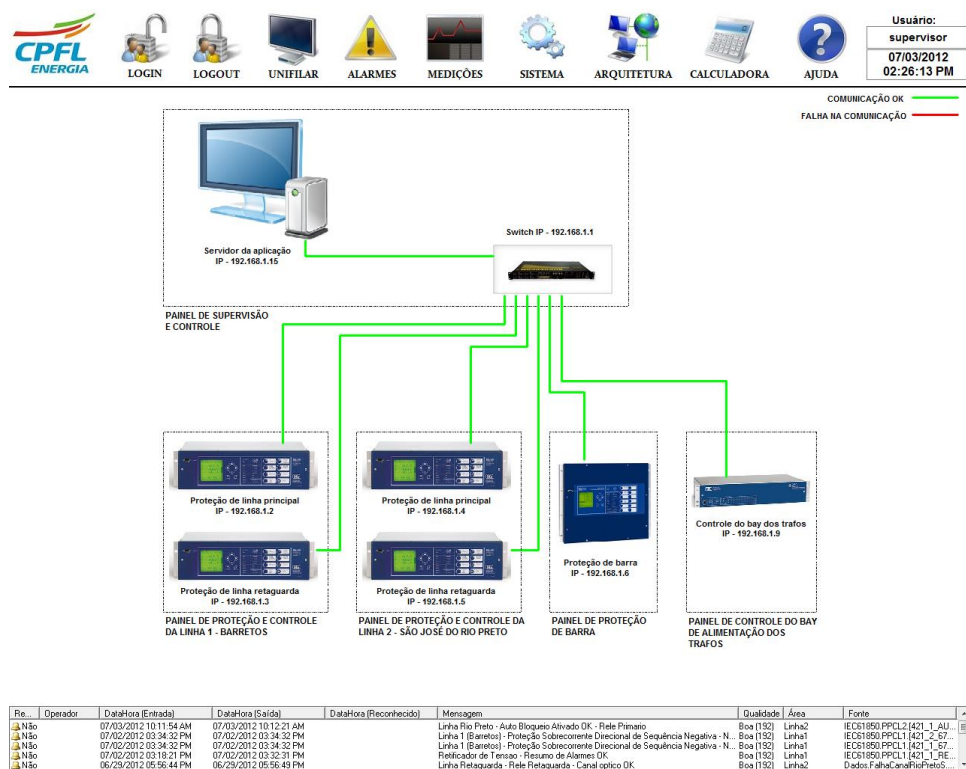 CPFL
ENERGIA
LOGIN
LOGOUT
UNIFILAR
ALARMES
MEDIÇÕES
SISTEMA
ARQUITETURA
CALCULADORA
AJUDA
Usuário:
supervisor
07/03/2012
02:26:13 PM
COMUNICAÇÃO OK
FALHA NA COMUNICAÇÃO
Servidor da aplicação
IP - 192.168.1.15
Switch IP - 192.168.1.1
PAINEL DE SUPERVISÃO
E CONTROLE
Proteção de linha principal
IP - 192.168.1.2
Proteção de linha retaguarda
IP - 192.168.1.3
PAINEL DE PROTEÇÃO E CONTROLE
DA LINHA 1 - BARRETOS
Proteção de linha principal
IP - 192.168.1.4
Proteção de linha retaguarda
IP - 192.168.1.5
PAINEL DE PROTEÇÃO E CONTROLE DA
LINHA 2 - SÃO JOSÉ DO RIO PRETO
Proteção de barra
IP - 192.168.1.6
PAINEL DE PROTEÇÃO
DE BARRA
Controle do bay dos trafos
IP - 192.168.1.9
PAINEL DE CONTROLE DO BAY
DE ALIMENTAÇÃO DOS
TRAFOS
Re... Operador DataHora (Entrada) DataHora (Saída) DataHora (Reconhecido) Mensagem Qualidade Área Fonte
Não 07/03/2012 10:11:54 AM 07/03/2012 10:12:21 AM Linha Rio Preto - Auto Bloqueio Ativado OK - Rele Primario Boa (192) Linha2 IEC61850.PPCL2.[421_1_AU...
Não 07/02/2012 03:34:32 PM 07/02/2012 03:34:32 PM Linha 1 (Barretos) - Proteção Sobrecorrente Direcional de Sequência Negativa - N... Boa (192) Linha1 IEC61850.PPCL1.[421_2_67...
Não 07/02/2012 03:34:32 PM 07/02/2012 03:34:32 PM Linha 1 (Barretos) - Proteção Sobrecorrente Direcional de Sequência Negativa - N... Boa (192) Linha1 IEC61850.PPCL1.[421_1_67...
Não 07/02/2012 03:18:21 PM 07/02/2012 03:32:31 PM Retificador de Tensao - Resumo de Alarmes OK Boa (192) Linha1 IEC61850.PPCL1.[421_1_RE...
Não 06/29/2012 05:56:44 PM 06/29/2012 05:56:49 PM Linha Retaguarda - Rele Retaguarda - Canal optico OK Boa (192) Linha2 Dados.FalhaCanalRioPretoS....